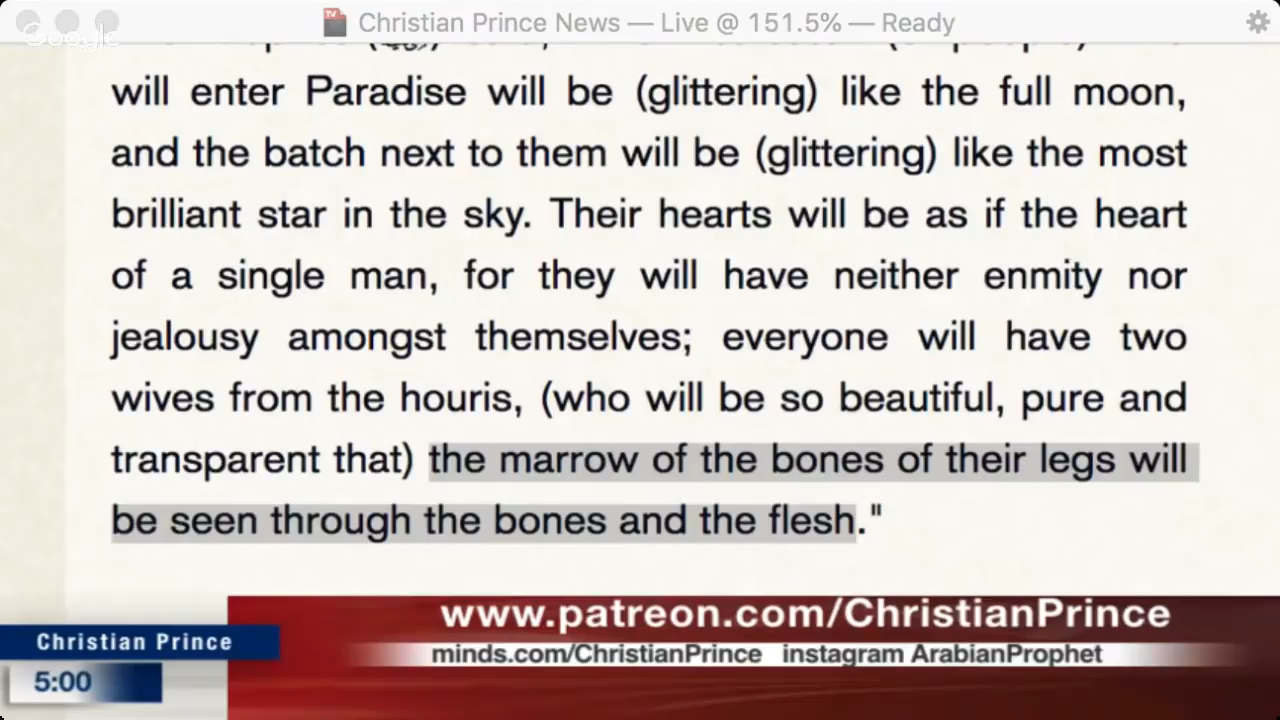 Christian Prince News — Live @ 151.5% — Ready
Google
will enter Paradise will be (glittering) like the full moon,
and the batch next to them will be (glittering) like the most
brilliant star in the sky. Their hearts will be as if the heart
of a single man, for they will have neither enmity nor
jealousy amongst themselves; everyone will have two
wives from the houris, (who will be so beautiful, pure and
transparent that) the marrow of the bones of their legs will
be seen through the bones and the flesh."
www.patreon.com/ChristianPrince
Christian Prince
minds.com/ChristianPrince instagram ArabianProphet
5:00